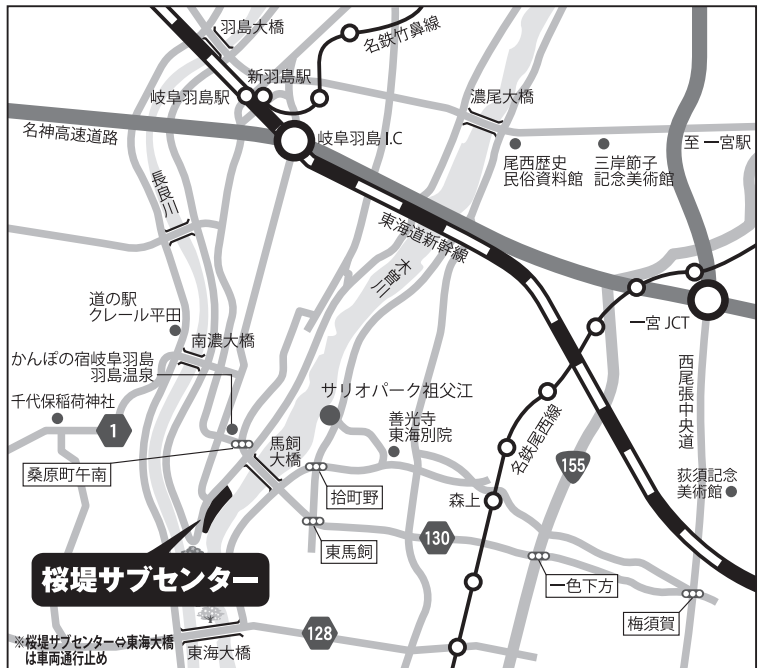 羽島大橋
名鉄竹鼻線
新羽島駅
岐阜羽島駅
濃尾大橋
名神高速道路
岐阜羽島I.C
尾西歴史
民俗資料館
三岸節子
記念美術館
至 一宮駅
長良川
東海道新幹線
木曽川
道の駅
クレール平田
南濃大橋
一宮JCT
かんぽの宿岐阜羽島
羽島温泉
サリオパーク祖父江
西尾張中央道
千代保稲荷神社
1
善光寺
東海別院
名鉄尾西線
馬飼
大橋
155
桑原町午南
拾町野
森上
荻須記念
美術館
東馬飼
130
桜堤サブセンター
一色下方
梅須賀
128
※桜堤サブセンター⇔東海大橋
は車両通行止め
東海大橋